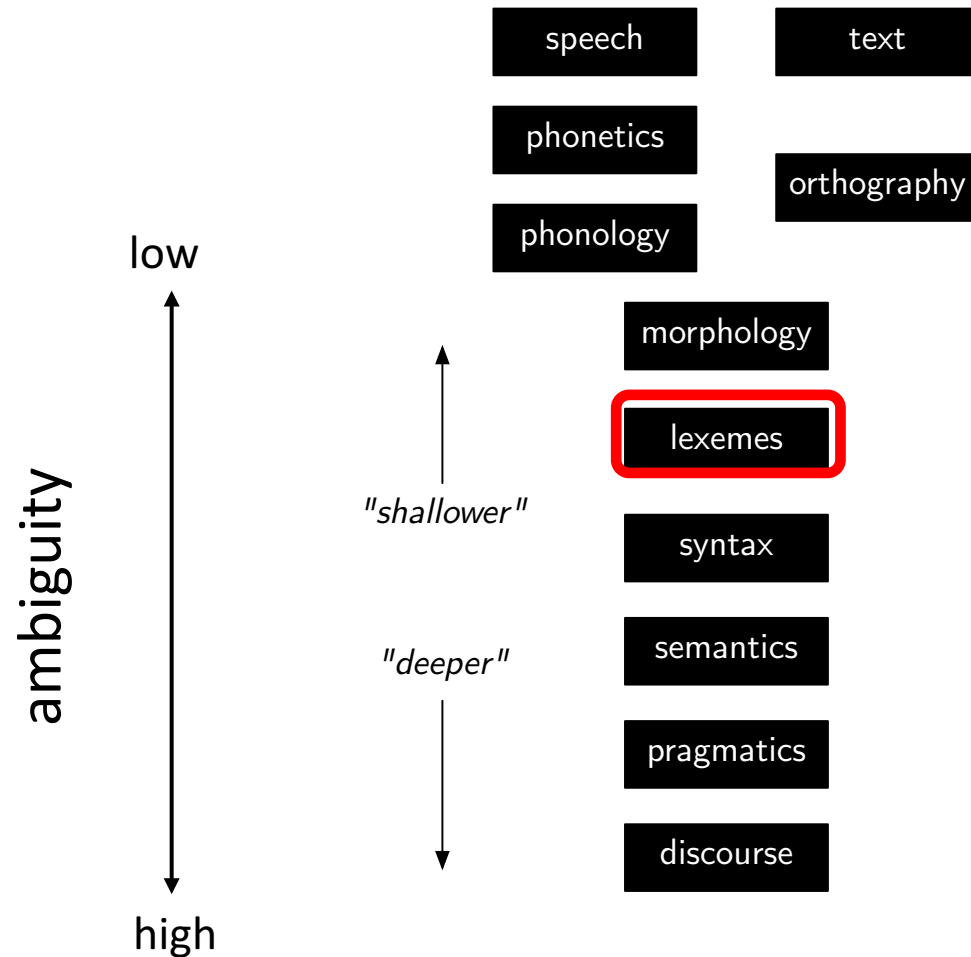 speech
text
phonetics
orthography
phonology
low
morphology
lexemes
"shallower"
syntax
ambiguity
semantics
"deeper"
pragmatics
discourse
high